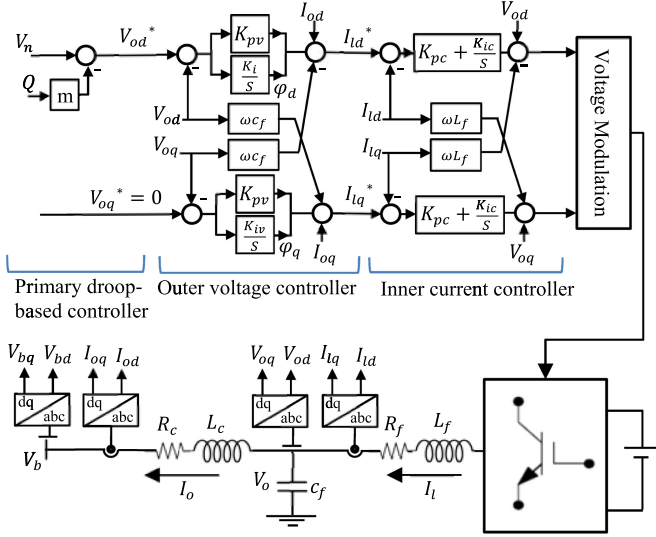 V_n
V_od*
Q
m
K_pv
K_i/S
φ_d
I_od
I_ld*
K_pc + K_ic/S
V_od
Voltage Modulation
V_od
V_oq
ωc_f
ωc_f
I_ld
I_lq
ωL_f
ωL_f
V_oq* = 0
K_pv
K_iv/S
φ_q
I_oq
I_lq*
K_pc + K_ic/S
V_oq
Primary droop-
based controller
Outer voltage controller
Inner current controller
V_bq V_bd I_oq I_od
V_oq V_od I_lq I_ld
dq abc
dq abc
dq abc
dq abc
V_b
R_c
L_c
I_o
V_o
c_f
R_f
L_f
I_l